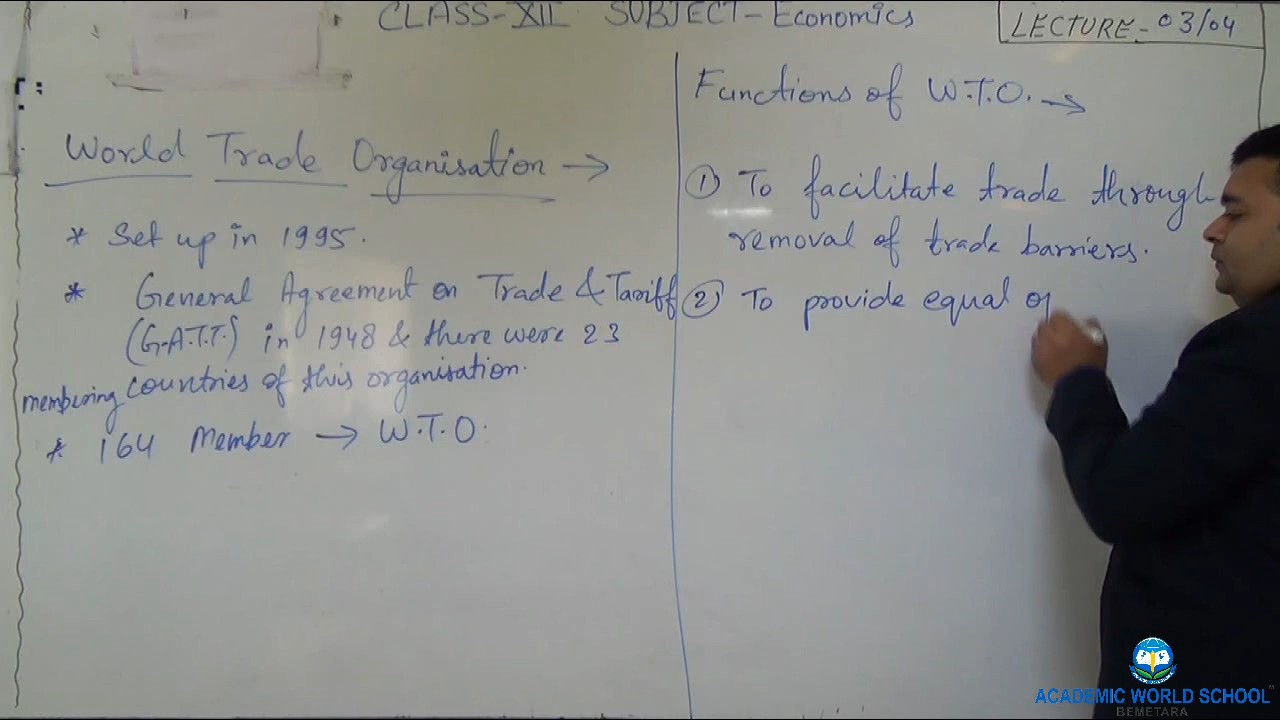 CLASS-XII SUBJECT-Economics
LECTURE-03/04
World Trade Organisation →
* Set up in 1995.
* General Agreement on Trade & Tariff
(G.A.T.T.) in 1948 & there were 23
membering countries of this organisation.
* 164 Member → W.T.O.
Functions of W.T.O. →
① To facilitate trade through
removal of trade barriers.
② To provide equal op
ACADEMIC WORLD SCHOOL
BEMETARA